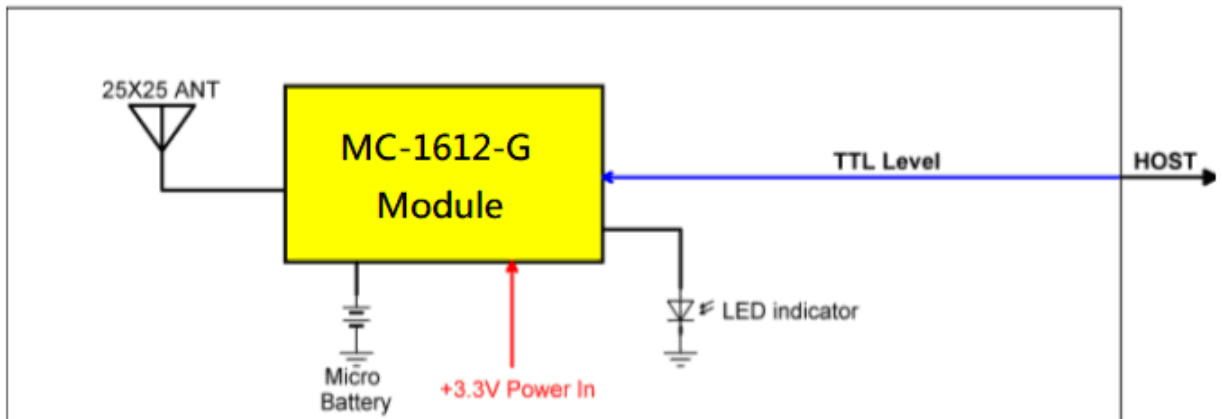 25X25 ANT
MC-1612-G
Module
TTL Level
HOST
LED indicator
Micro
Battery
+3.3V Power In